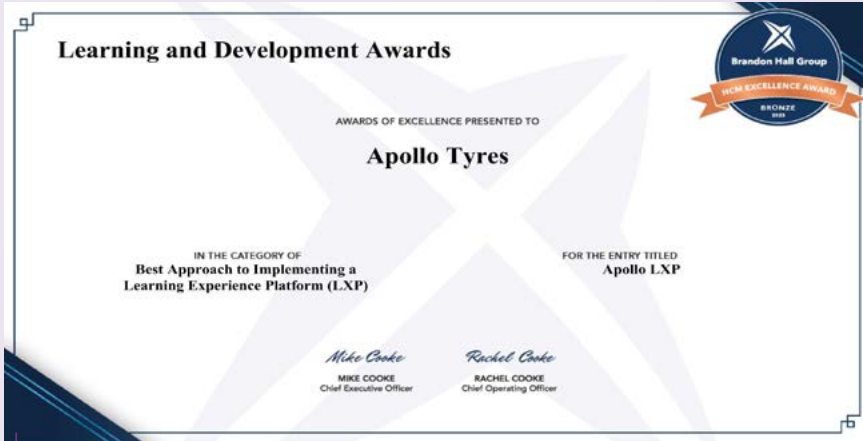 Learning and Development Awards
Brandon Hall Group
HCM EXCELLENCE AWARD
BRONZE
AWARDS OF EXCELLENCE PRESENTED TO
Apollo Tyres
IN THE CATEGORY OF
Best Approach to Implementing a
Learning Experience Platform (LXP)
FOR THE ENTRY TITLED
Apollo LXP
Mike Cooke
MIKE COOKE
Chief Executive Officer
Rachel Cooke
RACHEL COOKE
Chief Operating Officer